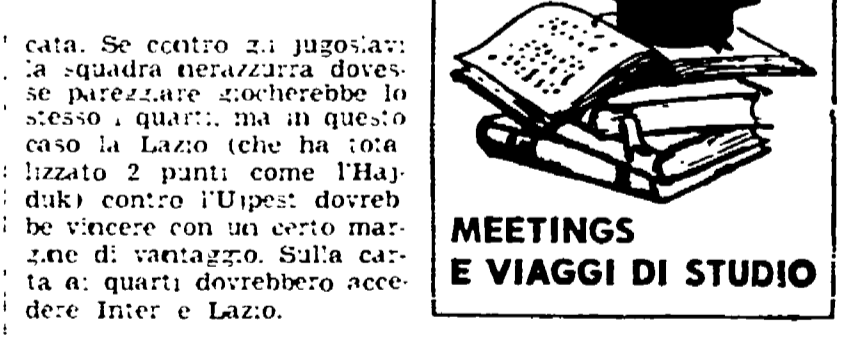 cata. Se contro gli jugoslavi
la squadra nerazzurra doves-
se pareggiare giocherebbe lo
stesso i quarti, ma in questo
caso la Lazio (che ha tota
lizzato 2 punti come l'Haj-
duk) contro l'Ujpest dovreb
be vincere con un certo mar-
gine di vantaggio. Sulla car-
ta ai quarti dovrebbero acce-
dere Inter e Lazio.
MEETINGS
E VIAGGI DI STUDIO